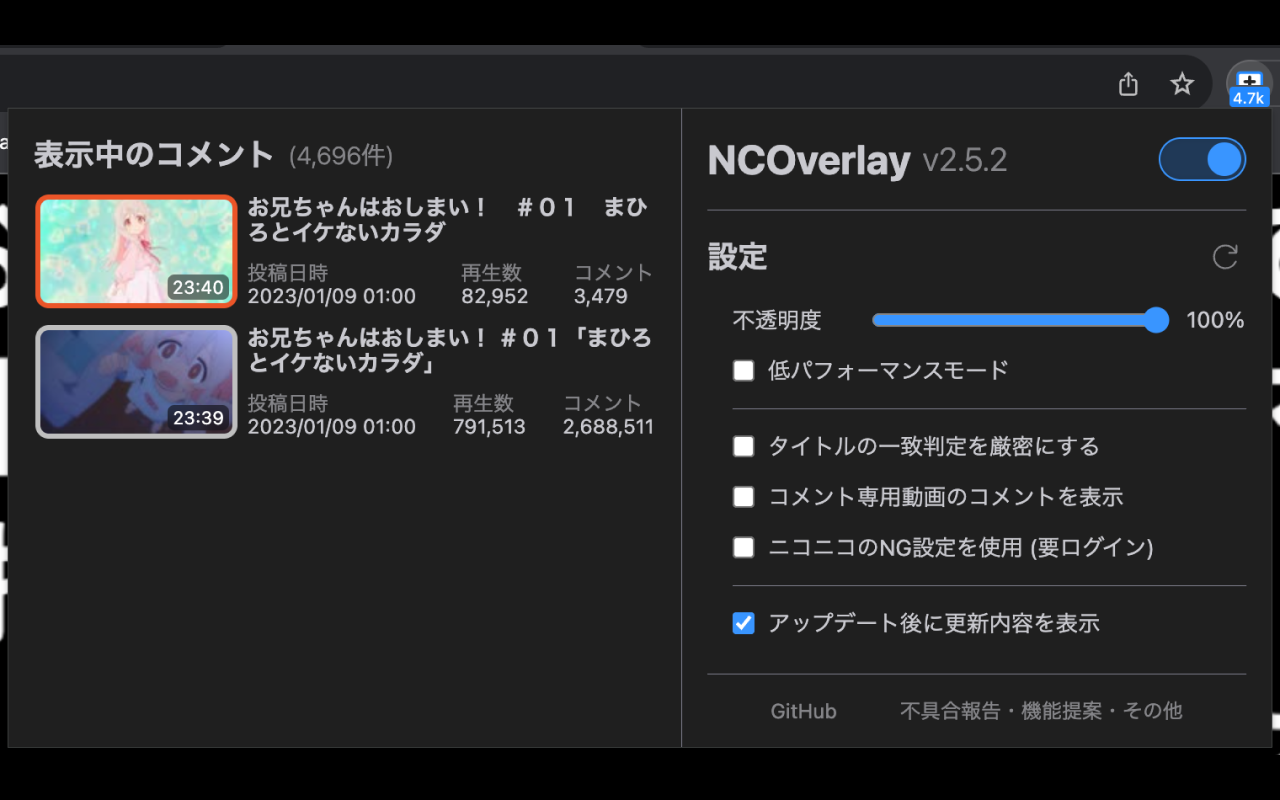 4.7k
表示中のコメント (4,696件)
お兄ちゃんはおしまい！　＃０１　まひ
ろとイケないカラダ
23:40
投稿日時 再生数 コメント
2023/01/09 01:00 82,952 3,479
お兄ちゃんはおしまい！＃０１「まひろ
とイケないカラダ」
23:39
投稿日時 再生数 コメント
2023/01/09 01:00 791,513 2,688,511
NCOverlay v2.5.2
設定
不透明度 100%
低パフォーマンスモード
タイトルの一致判定を厳密にする
コメント専用動画のコメントを表示
ニコニコのNG設定を使用 (要ログイン)
アップデート後に更新内容を表示
GitHub 不具合報告・機能提案・その他